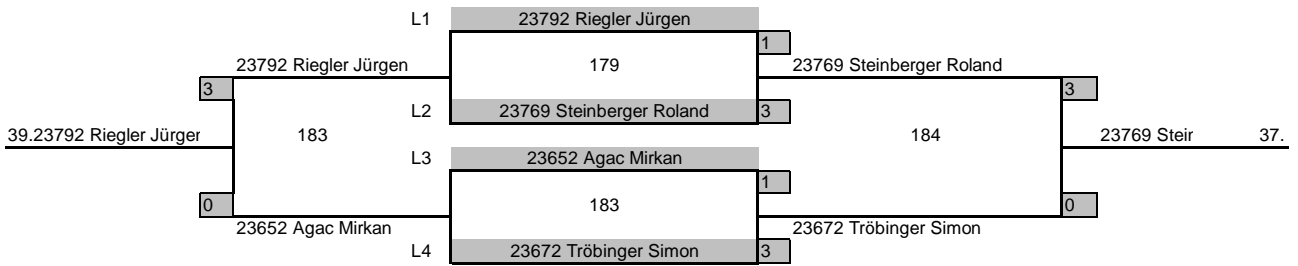 L1 23792 Riegler Jürgen
1
23792 Riegler Jürgen 179 23769 Steinberger Roland
3 3
L2 23769 Steinberger Roland 3
39.23792 Riegler Jürger 183 184 23769 Steir 37.
L3 23652 Agac Mirkan
1
0 183 0
23652 Agac Mirkan 23672 Tröbinger Simon
L4 23672 Tröbinger Simon 3